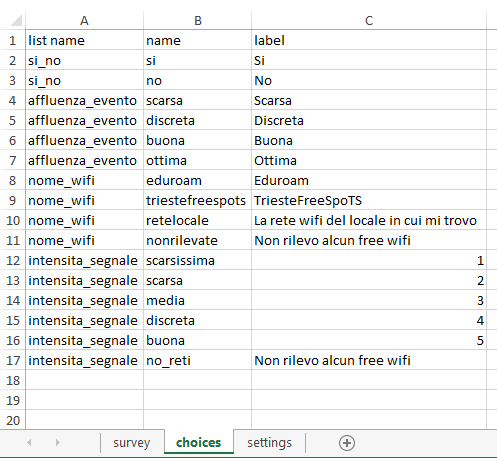 A B C
1 list name name label
2 si_no si Si
3 si_no no No
4 affluenza_evento scarsa Scarsa
5 affluenza_evento discreta Discreta
6 affluenza_evento buona Buona
7 affluenza_evento ottima Ottima
8 nome_wifi eduroam Eduroam
9 nome_wifi triestefreespots TriesteFreeSpoTS
10 nome_wifi retelocale La rete wifi del locale in cui mi trovo
11 nome_wifi nonrilevate Non rilevo alcun free wifi
12 intensita_segnale scarsissima 1
13 intensita_segnale scarsa 2
14 intensita_segnale media 3
15 intensita_segnale discreta 4
16 intensita_segnale buona 5
17 intensita_segnale no_reti Non rilevo alcun free wifi
18
19
20
survey choices settings